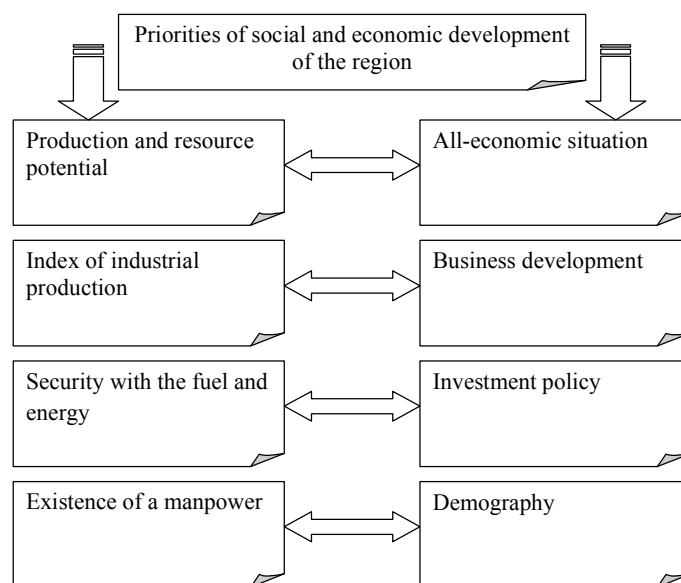 Priorities of social and economic development
of the region
Production and resource
potential
All-economic situation
Index of industrial
production
Business development
Security with the fuel and
energy
Investment policy
Existence of a manpower
Demography